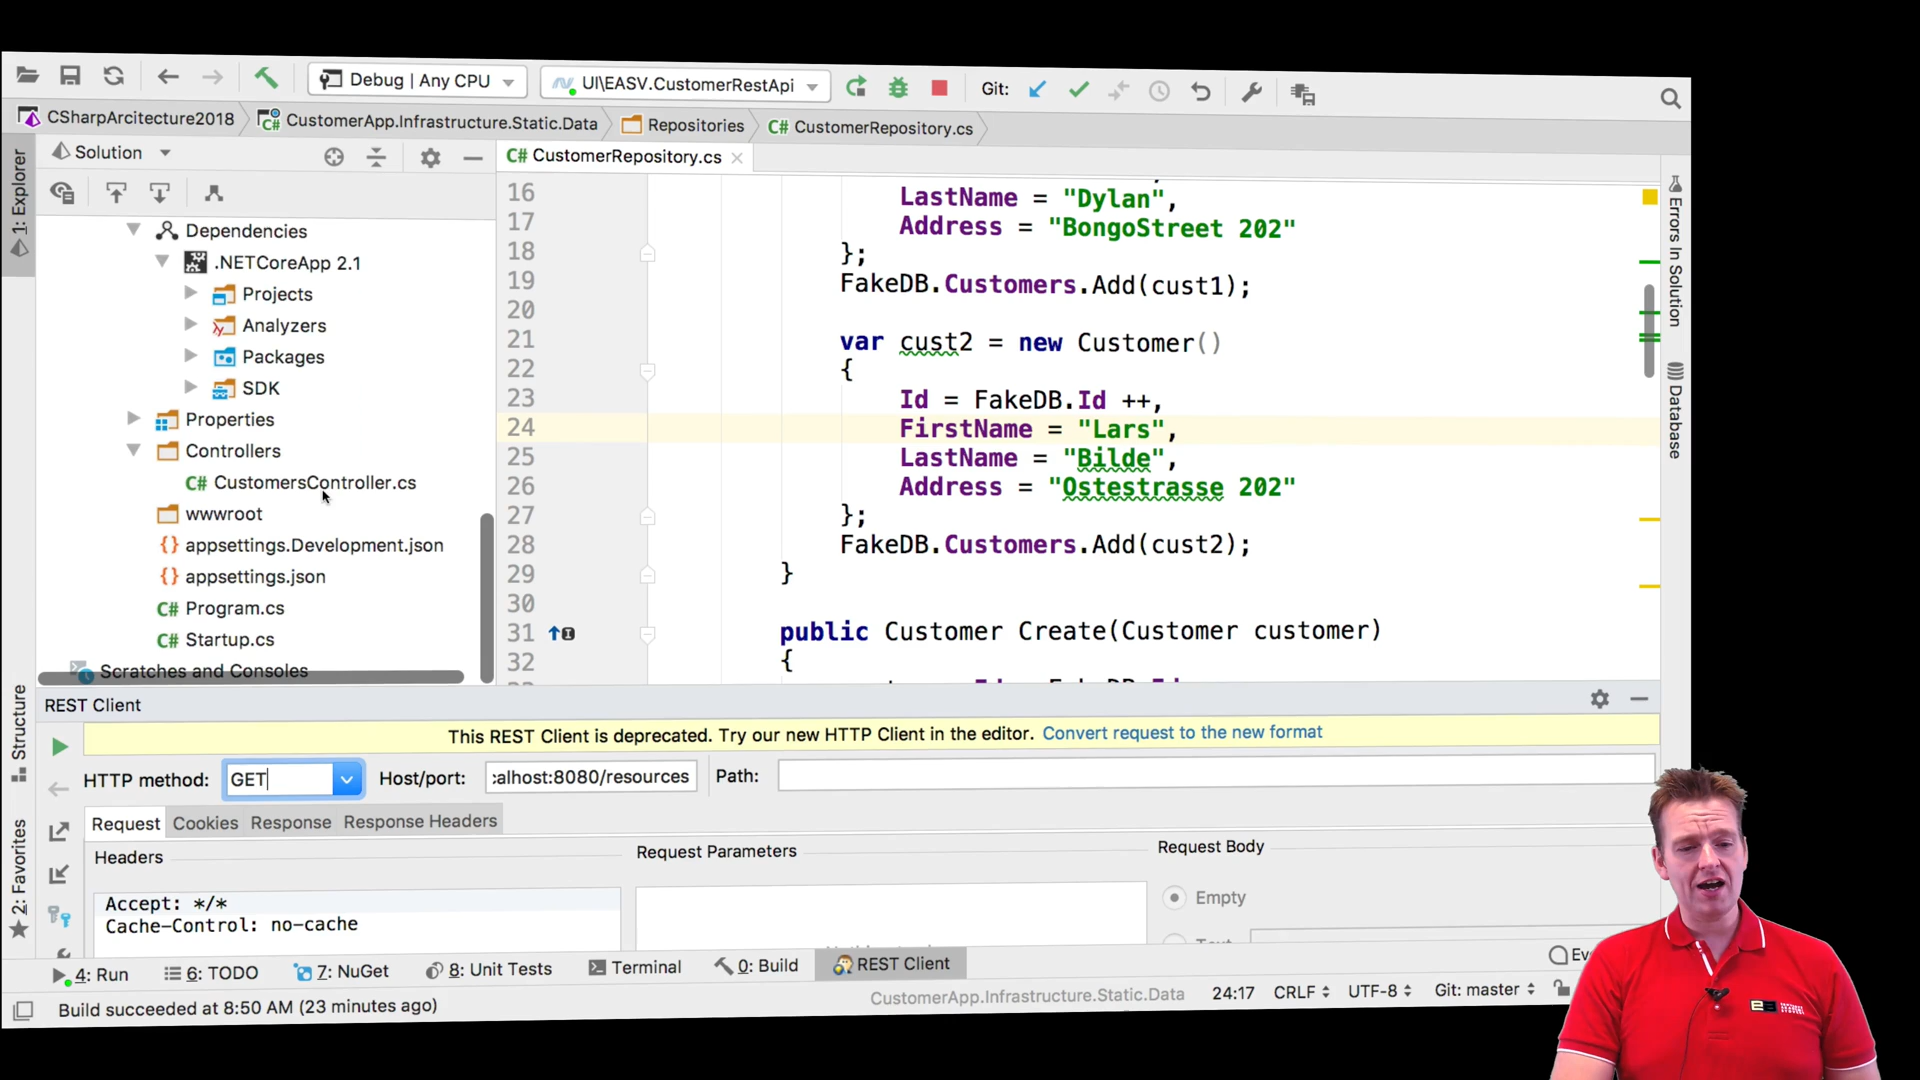 Debug | Any CPU
UI\EASV.CustomerRestApi
Git:
CSharpArcitecture2018
CustomerApp.Infrastructure.Static.Data
Repositories
C# CustomerRepository.cs
Solution
C# CustomerRepository.cs
1: Explorer
Dependencies
.NETCoreApp 2.1
Projects
Analyzers
Packages
SDK
Properties
Controllers
C# CustomersController.cs
wwwroot
{} appsettings.Development.json
{} appsettings.json
C# Program.cs
C# Startup.cs
Scratches and Consoles
16 LastName = "Dylan",
17 Address = "BongoStreet 202"
18 };
19 FakeDB.Customers.Add(cust1);
20
21 var cust2 = new Customer()
22 {
23 Id = FakeDB.Id ++,
24 FirstName = "Lars",
25 LastName = "Bilde",
26 Address = "Ostestrasse 202"
27 };
28 FakeDB.Customers.Add(cust2);
29 }
30
31 public Customer Create(Customer customer)
32 {
Errors In Solution
Database
Structure
2: Favorites
REST Client
This REST Client is deprecated. Try our new HTTP Client in the editor. Convert request to the new format
HTTP method: GET Host/port: :alhost:8080/resources Path:
Request Cookies Response Response Headers
Headers
Request Parameters
Request Body
Accept: */*
Cache-Control: no-cache
Empty
4: Run
6: TODO
7: NuGet
8: Unit Tests
Terminal
0: Build
REST Client
Build succeeded at 8:50 AM (23 minutes ago)
CustomerApp.Infrastructure.Static.Data
24:17
CRLF
UTF-8
Git: master